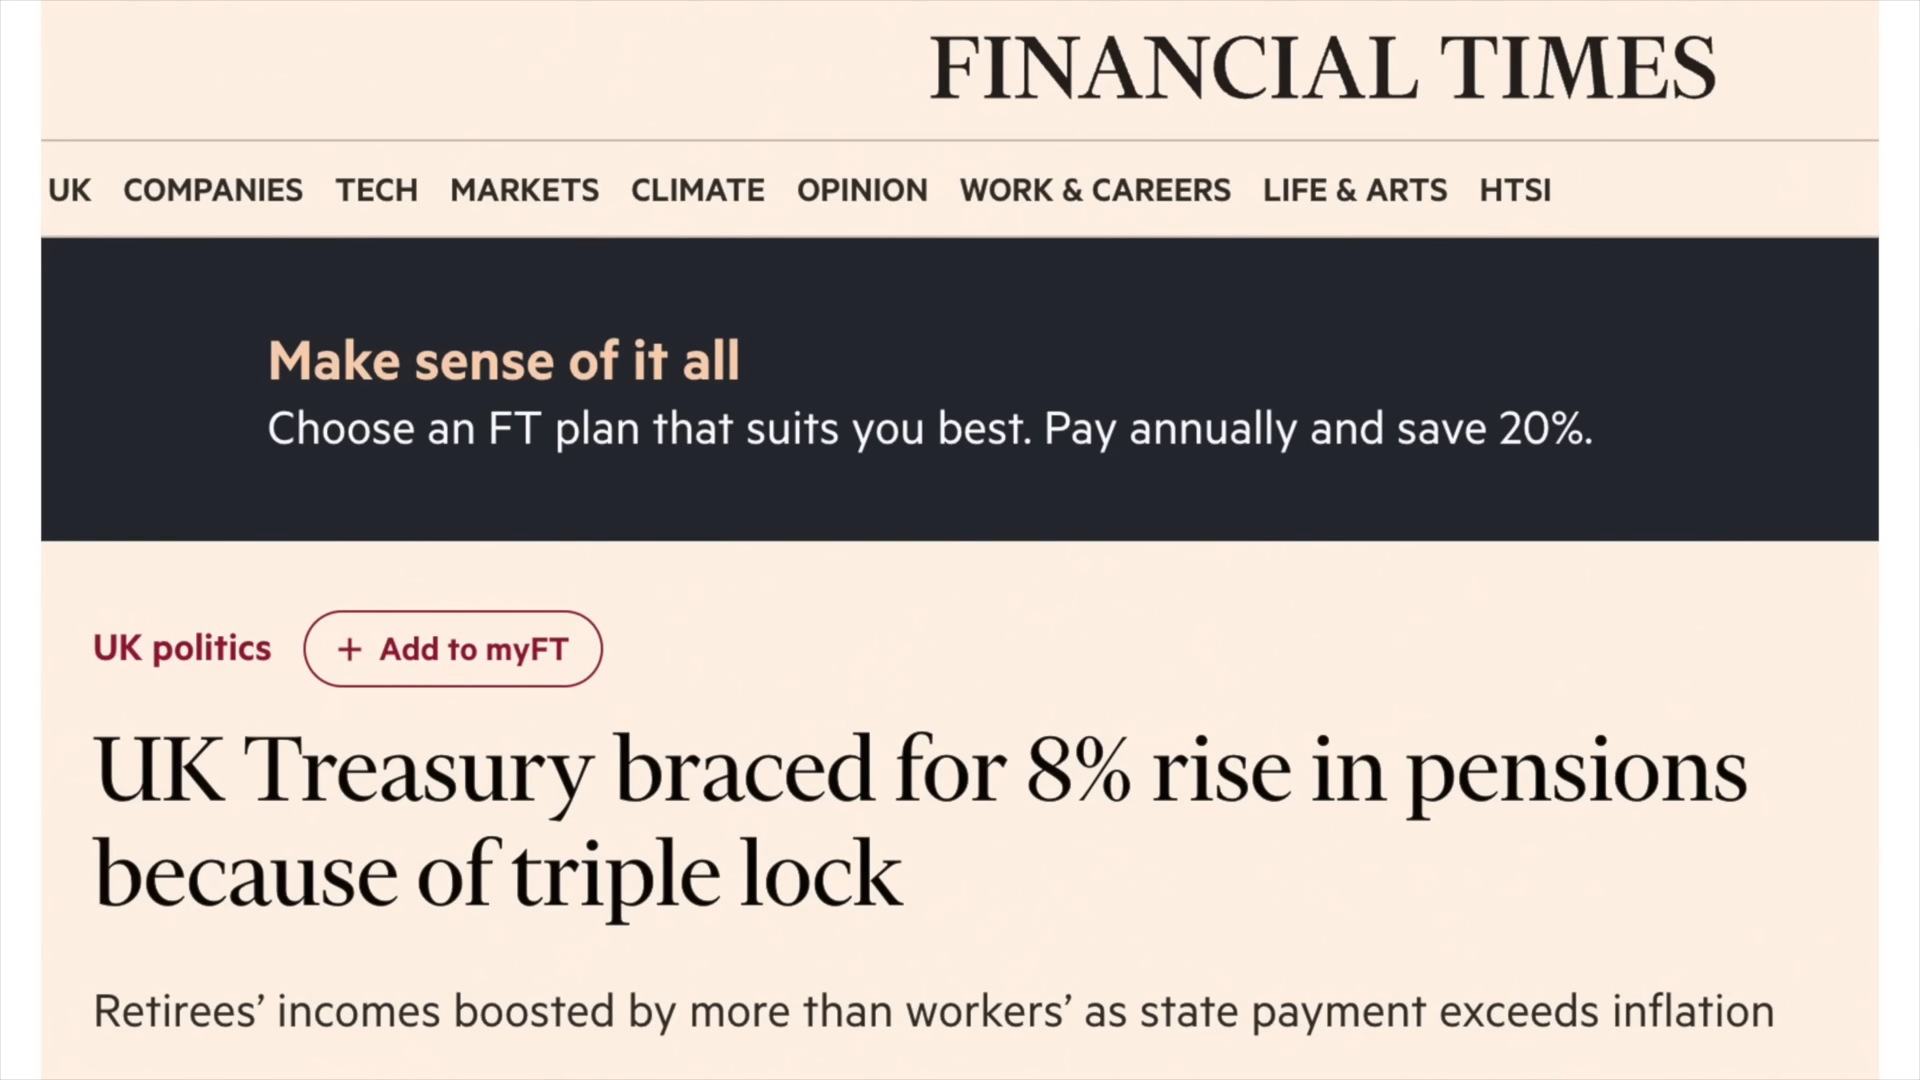 FINANCIAL TIMES
UK COMPANIES TECH MARKETS CLIMATE OPINION WORK & CAREERS LIFE & ARTS HTSI
Make sense of it all
Choose an FT plan that suits you best. Pay annually and save 20%.
UK politics + Add to myFT
UK Treasury braced for 8% rise in pensions
because of triple lock
Retirees’ incomes boosted by more than workers’ as state payment exceeds inflation